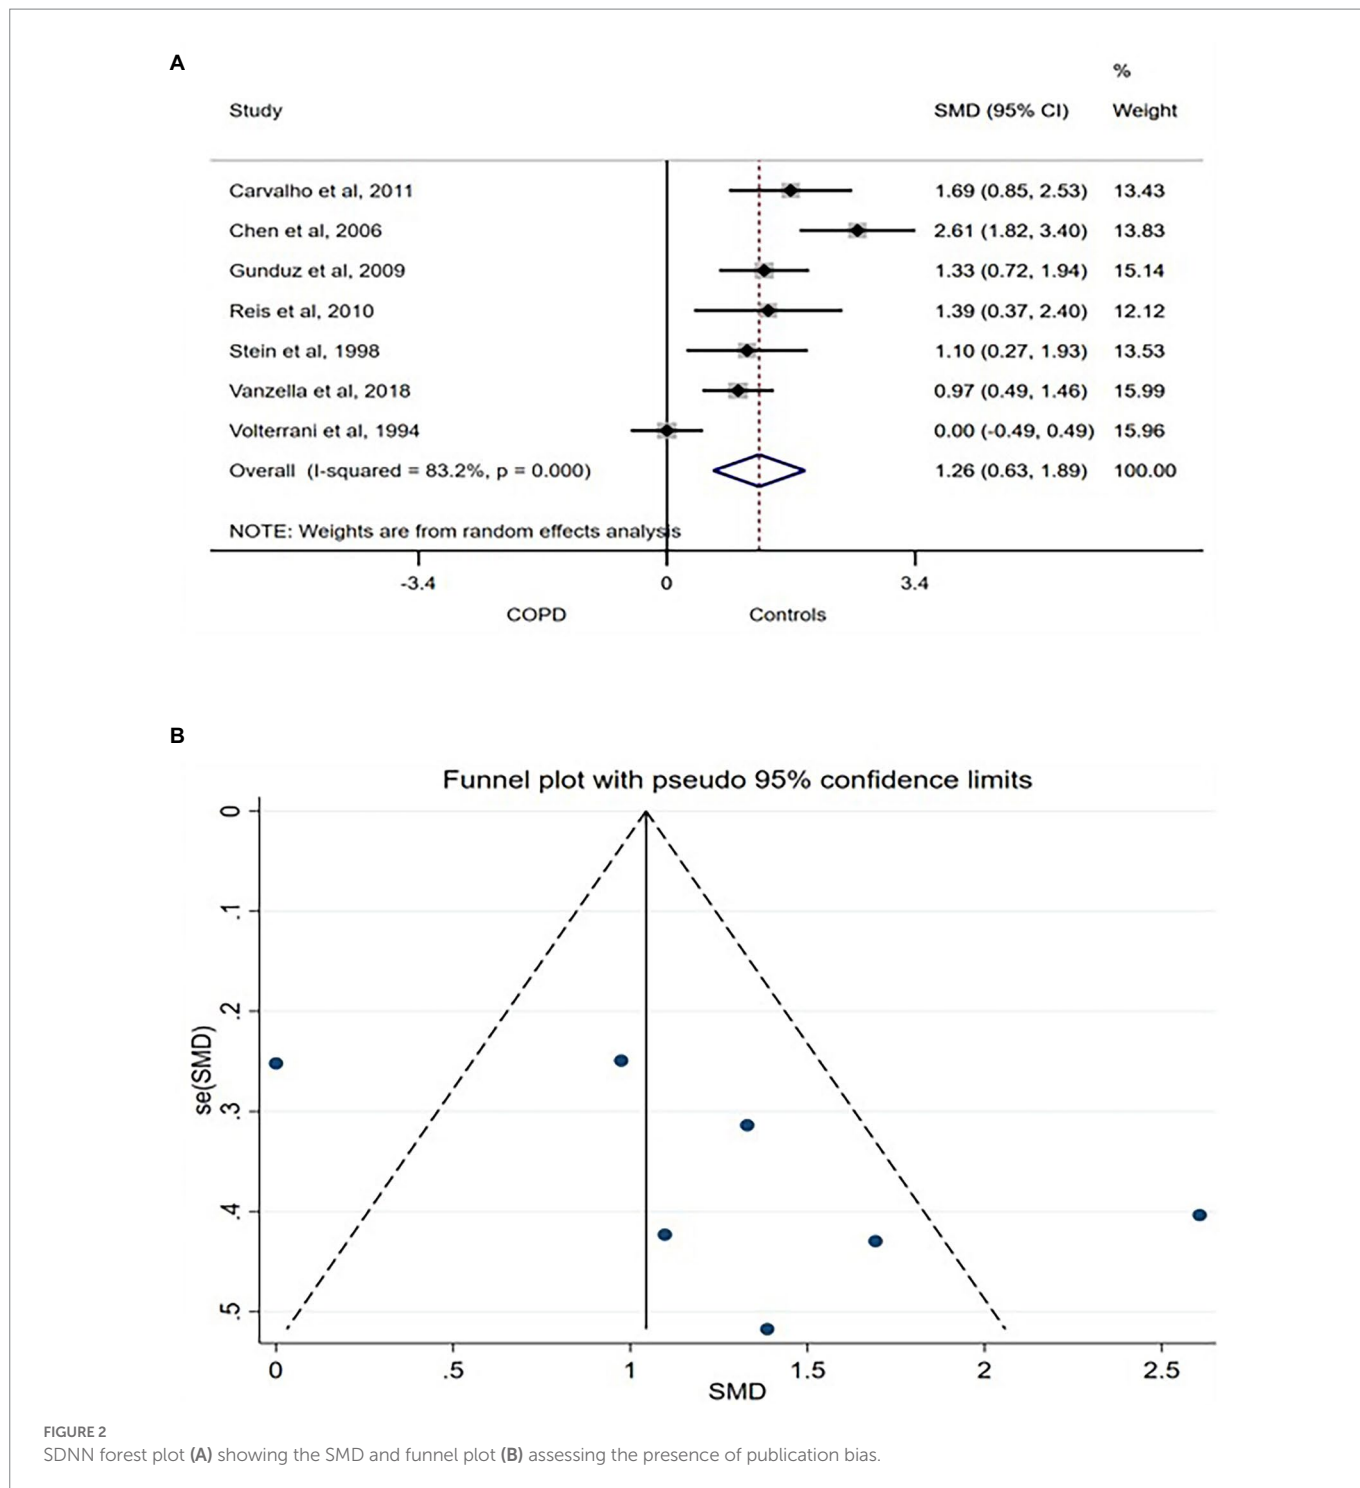 A
%
Study SMD (95% CI) Weight
Carvalho et al, 2011 1.69 (0.85, 2.53) 13.43
Chen et al, 2006 2.61 (1.82, 3.40) 13.83
Gunduz et al, 2009 1.33 (0.72, 1.94) 15.14
Reis et al, 2010 1.39 (0.37, 2.40) 12.12
Stein et al, 1998 1.10 (0.27, 1.93) 13.53
Vanzella et al, 2018 0.97 (0.49, 1.46) 15.99
Volterrani et al, 1994 0.00 (-0.49, 0.49) 15.96
Overall (I-squared = 83.2%, p = 0.000) 1.26 (0.63, 1.89) 100.00
NOTE: Weights are from random effects analysis
-3.4 0 3.4
COPD Controls
B
Funnel plot with pseudo 95% confidence limits
0
.1
.2
.3
.4
.5
se(SMD)
0 .5 1 1.5 2 2.5
SMD
FIGURE 2
SDNN forest plot (A) showing the SMD and funnel plot (B) assessing the presence of publication bias.